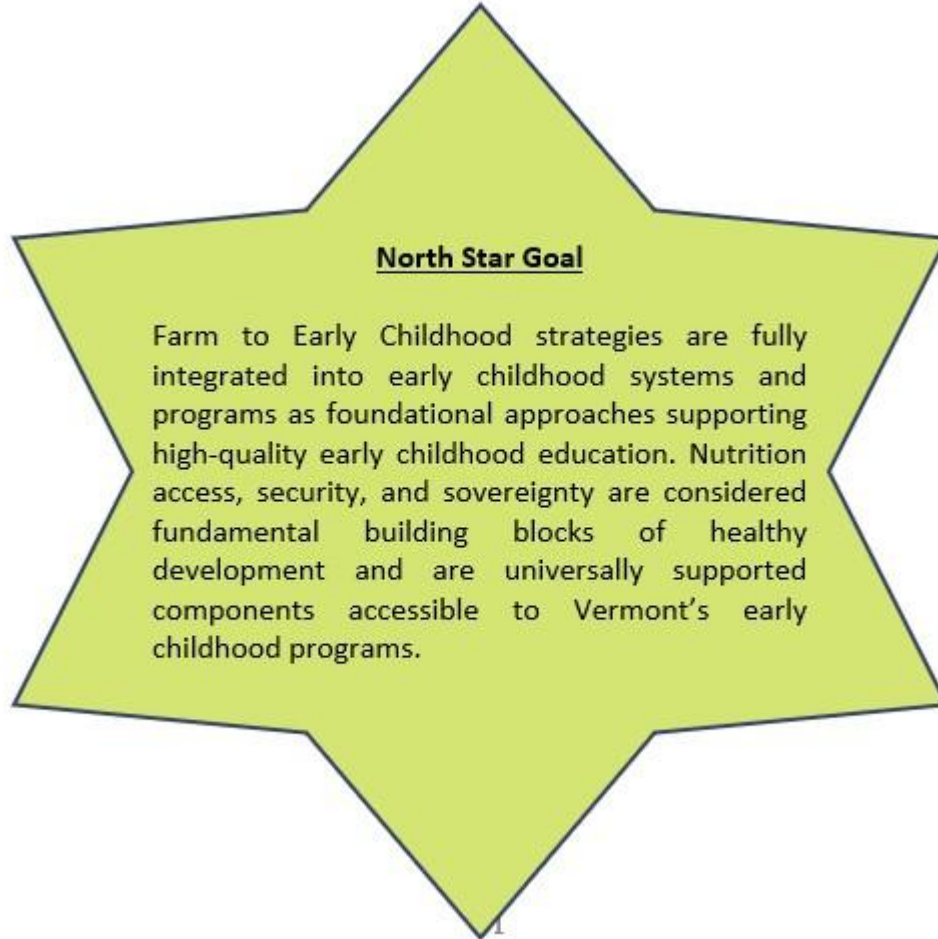 North Star Goal
Farm to Early Childhood strategies are fully
integrated into early childhood systems and
programs as foundational approaches supporting
high-quality early childhood education. Nutrition
access, security, and sovereignty are considered
fundamental building blocks of healthy
development and are universally supported
components accessible to Vermont’s early
childhood programs.